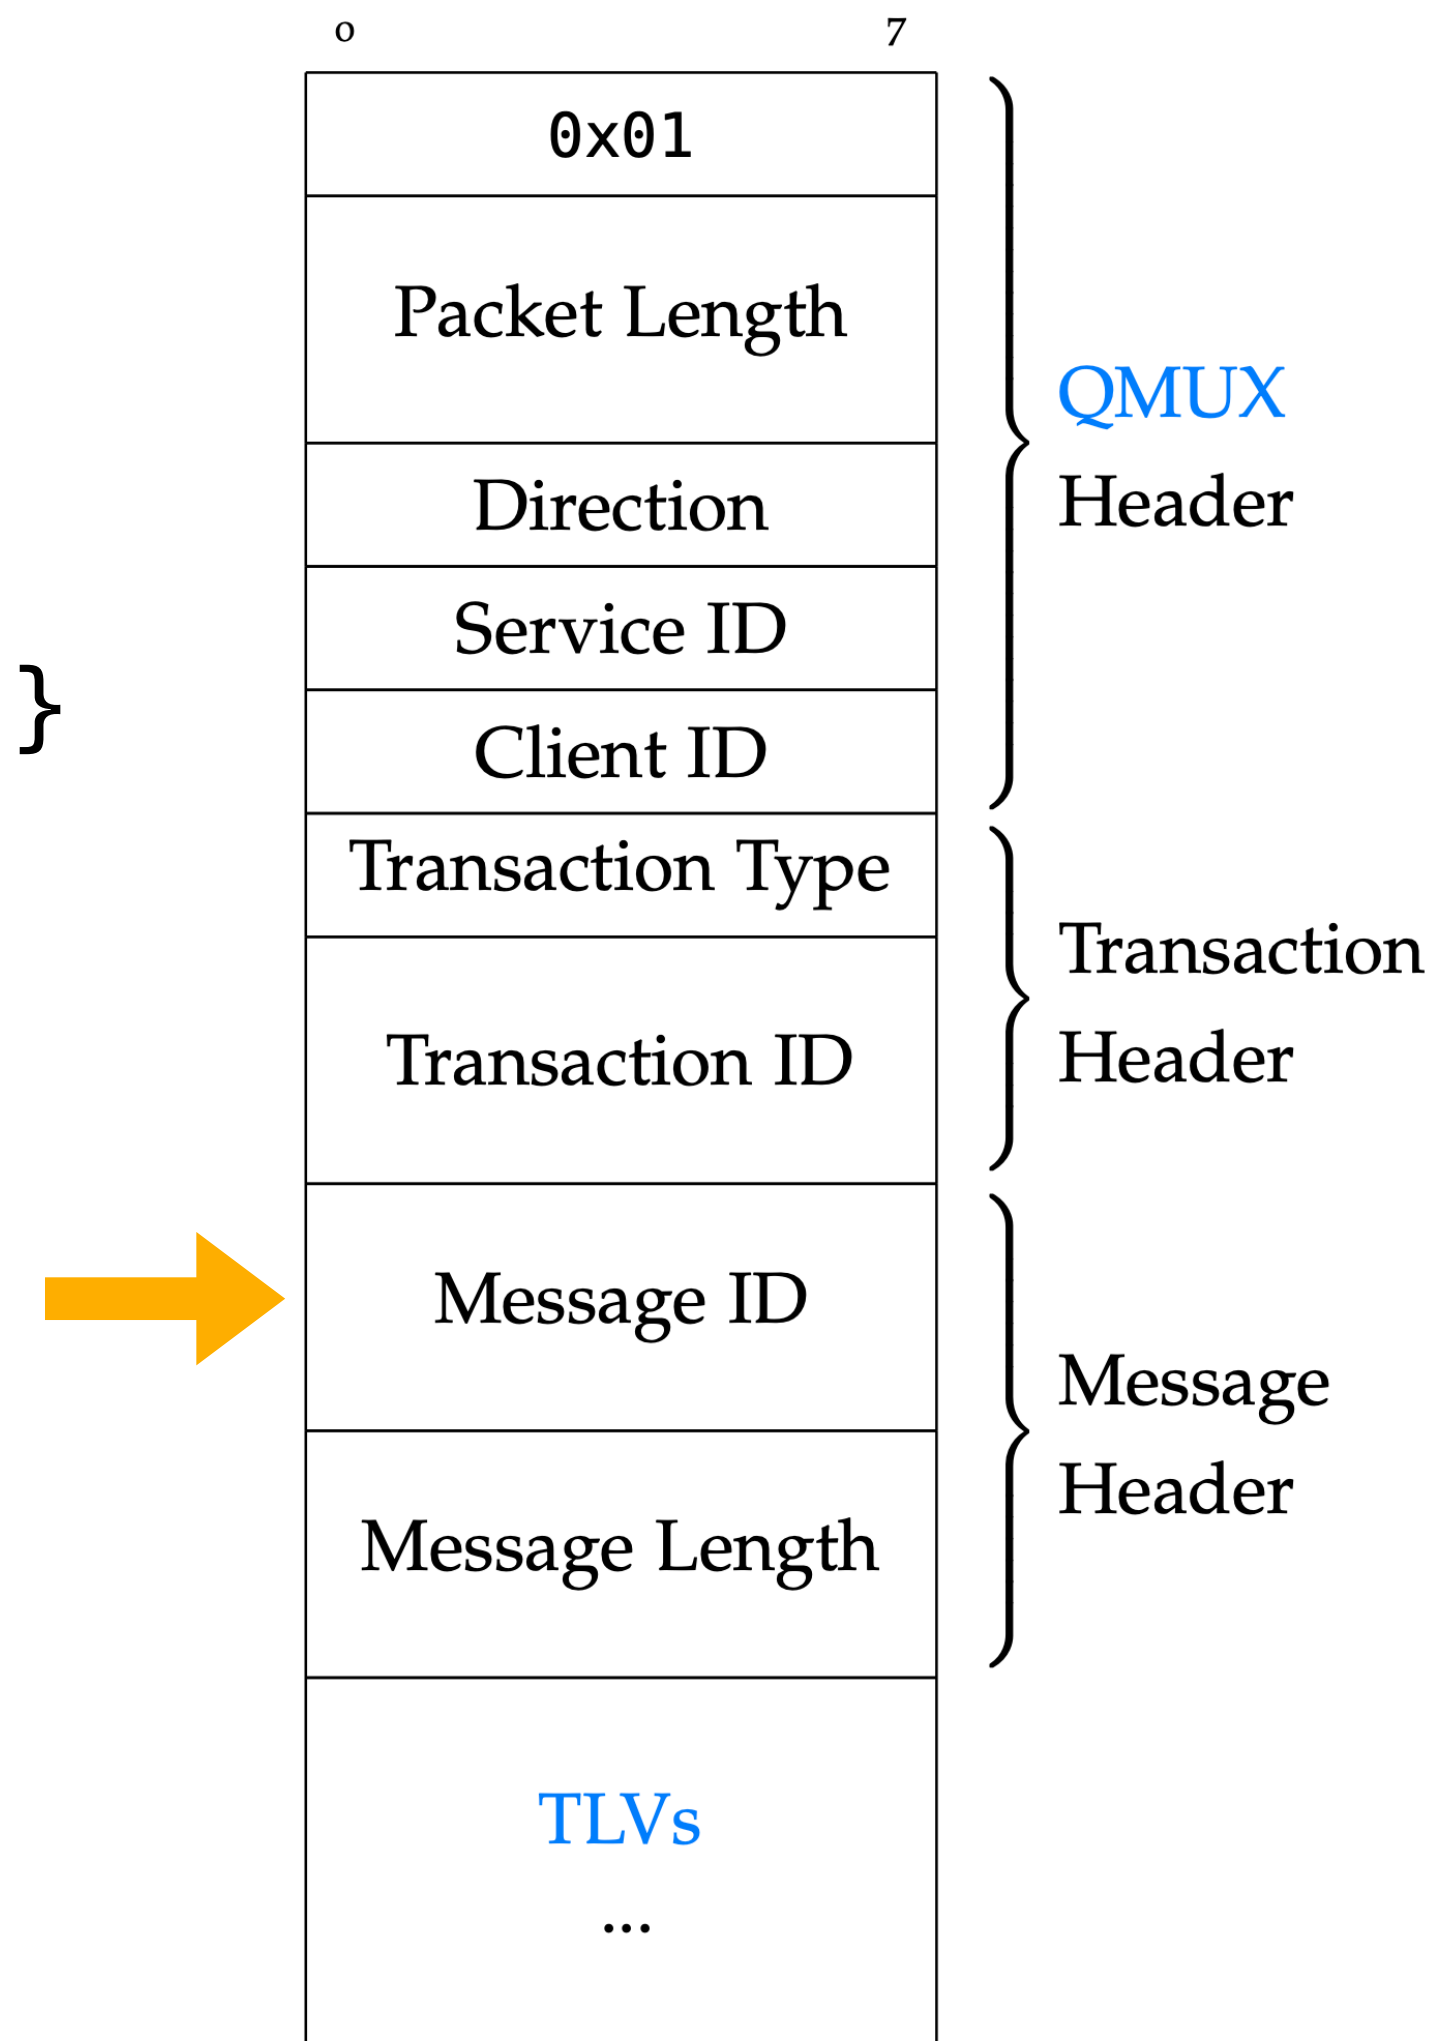 0 7
0x01
Packet Length
Direction
Service ID
Client ID
QMUX
Header
}
Transaction Type
Transaction ID
Transaction
Header
Message ID
Message Length
Message
Header
TLVs
...